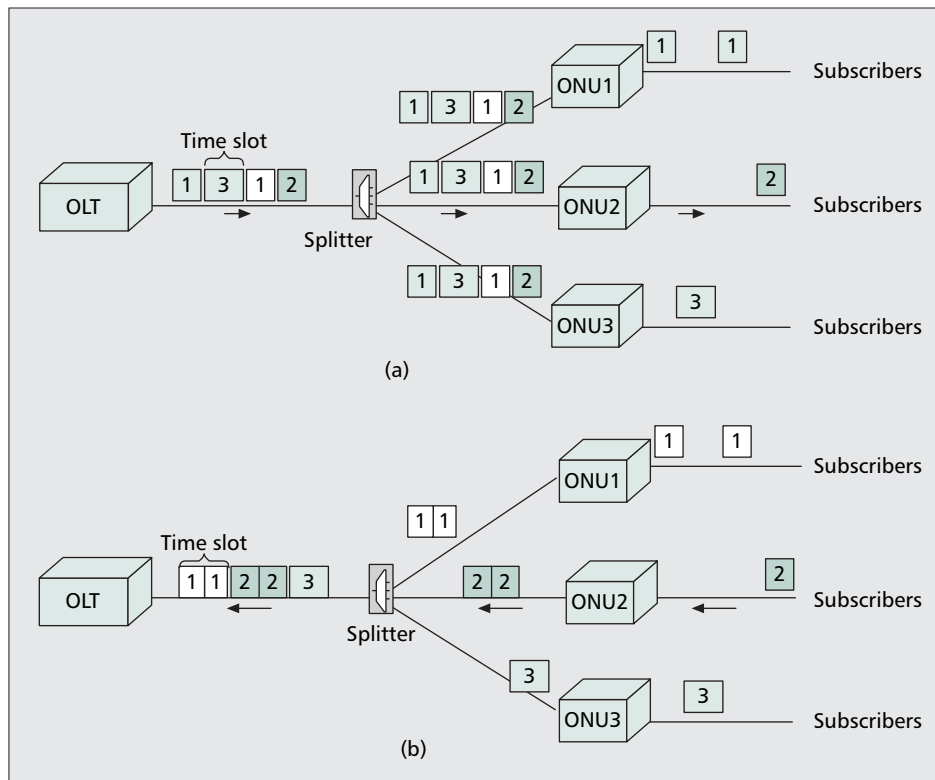 1 1
ONU1
Subscribers
1 3 1 2
Time slot
1 3 1 2
1 3 1 2
2
OLT
ONU2
Subscribers
Splitter
1 3 1 2
3
ONU3
Subscribers
(a)
1 1
ONU1
Subscribers
1 1
Time slot
1 1 2 2 3
2 2
2
OLT
ONU2
Subscribers
Splitter
3
3
ONU3
Subscribers
(b)